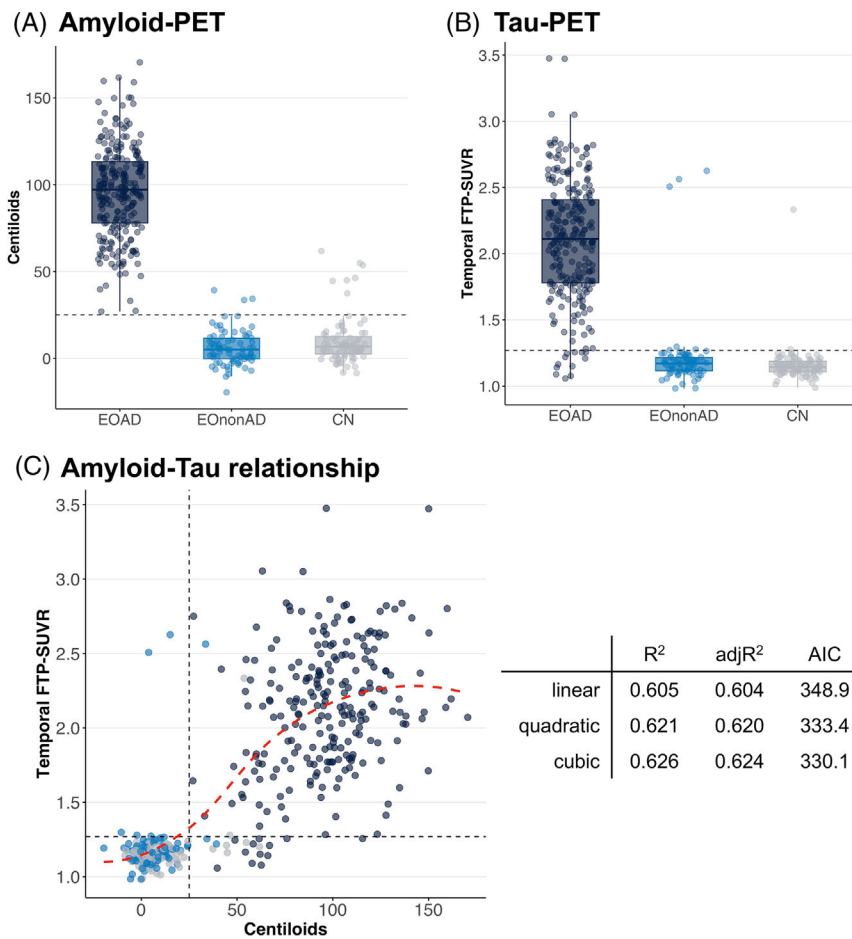 (A) Amyloid-PET
Centiloids
150
100
50
0
EOAD EOnonAD CN
(B) Tau-PET
Temporal FTP-SUVR
3.5
3.0
2.5
2.0
1.5
1.0
EOAD EOnonAD CN
(C) Amyloid-Tau relationship
Temporal FTP-SUVR
3.5
3.0
2.5
2.0
1.5
1.0
0 50 100 150
Centiloids
R² adjR² AIC
linear 0.605 0.604 348.9
quadratic 0.621 0.620 333.4
cubic 0.626 0.624 330.1